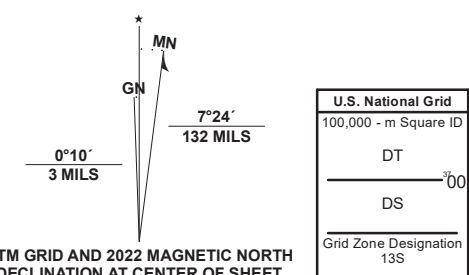 ★
MN
GN
7°24´
132 MILS
0°10´
3 MILS
TM GRID AND 2022 MAGNETIC NORTH
DECLINATION AT CENTER OF SHEET
U.S. National Grid
100,000 - m Square ID
DT
3700
DS
Grid Zone Designation
13S